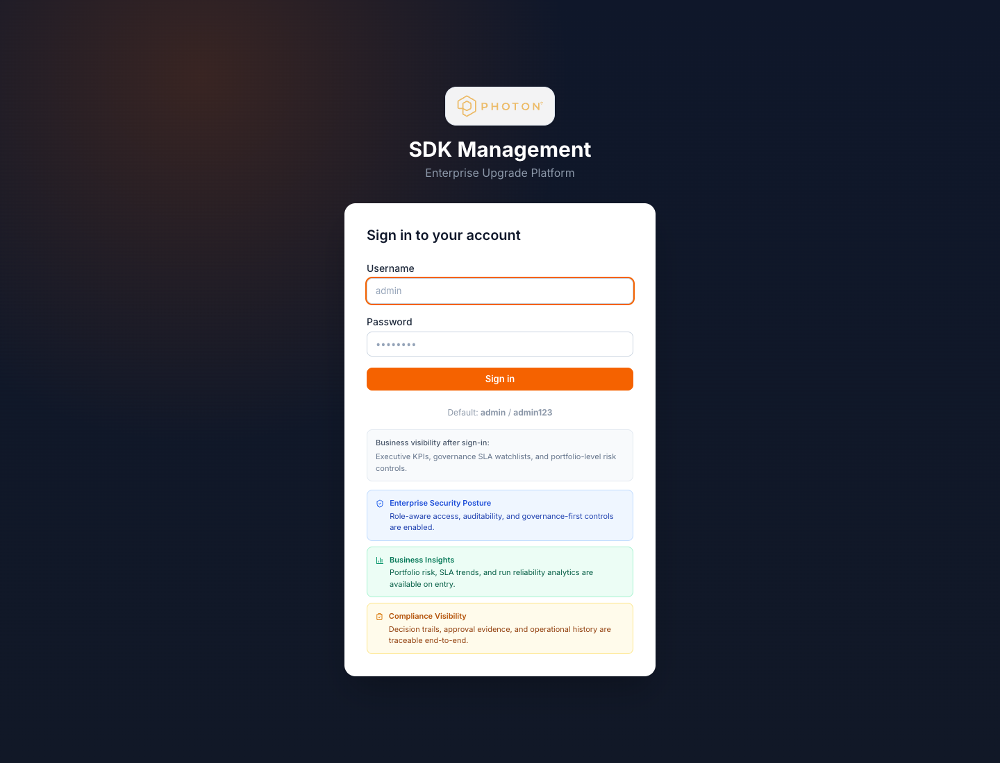 PHOTON
SDK Management
Enterprise Upgrade Platform
Sign in to your account
Username
admin
Password
••••••••
Sign in
Default: admin / admin123
Business visibility after sign-in:
Executive KPIs, governance SLA watchlists, and portfolio-level risk
controls.
Enterprise Security Posture
Role-aware access, auditability, and governance-first controls
are enabled.
Business Insights
Portfolio risk, SLA trends, and run reliability analytics are
available on entry.
Compliance Visibility
Decision trails, approval evidence, and operational history are
traceable end-to-end.